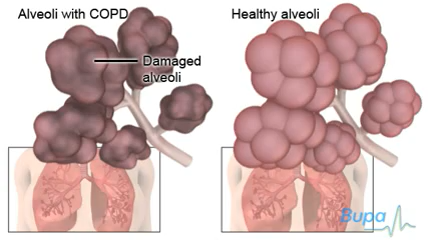 Alveoli with COPD
Healthy alveoli
Damaged
alveoli
Bupa